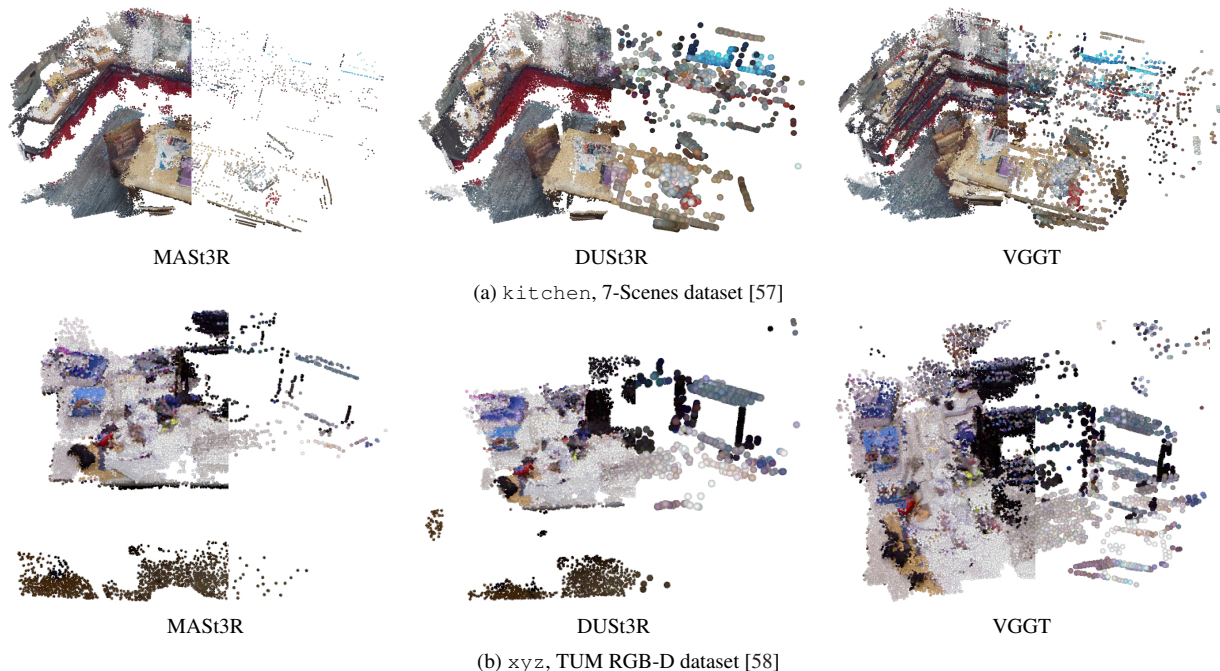 MASt3R DUSt3R VGGT
(a) kitchen, 7-Scenes dataset [57]
MASt3R DUSt3R VGGT
(b) xyz, TUM RGB-D dataset [58]